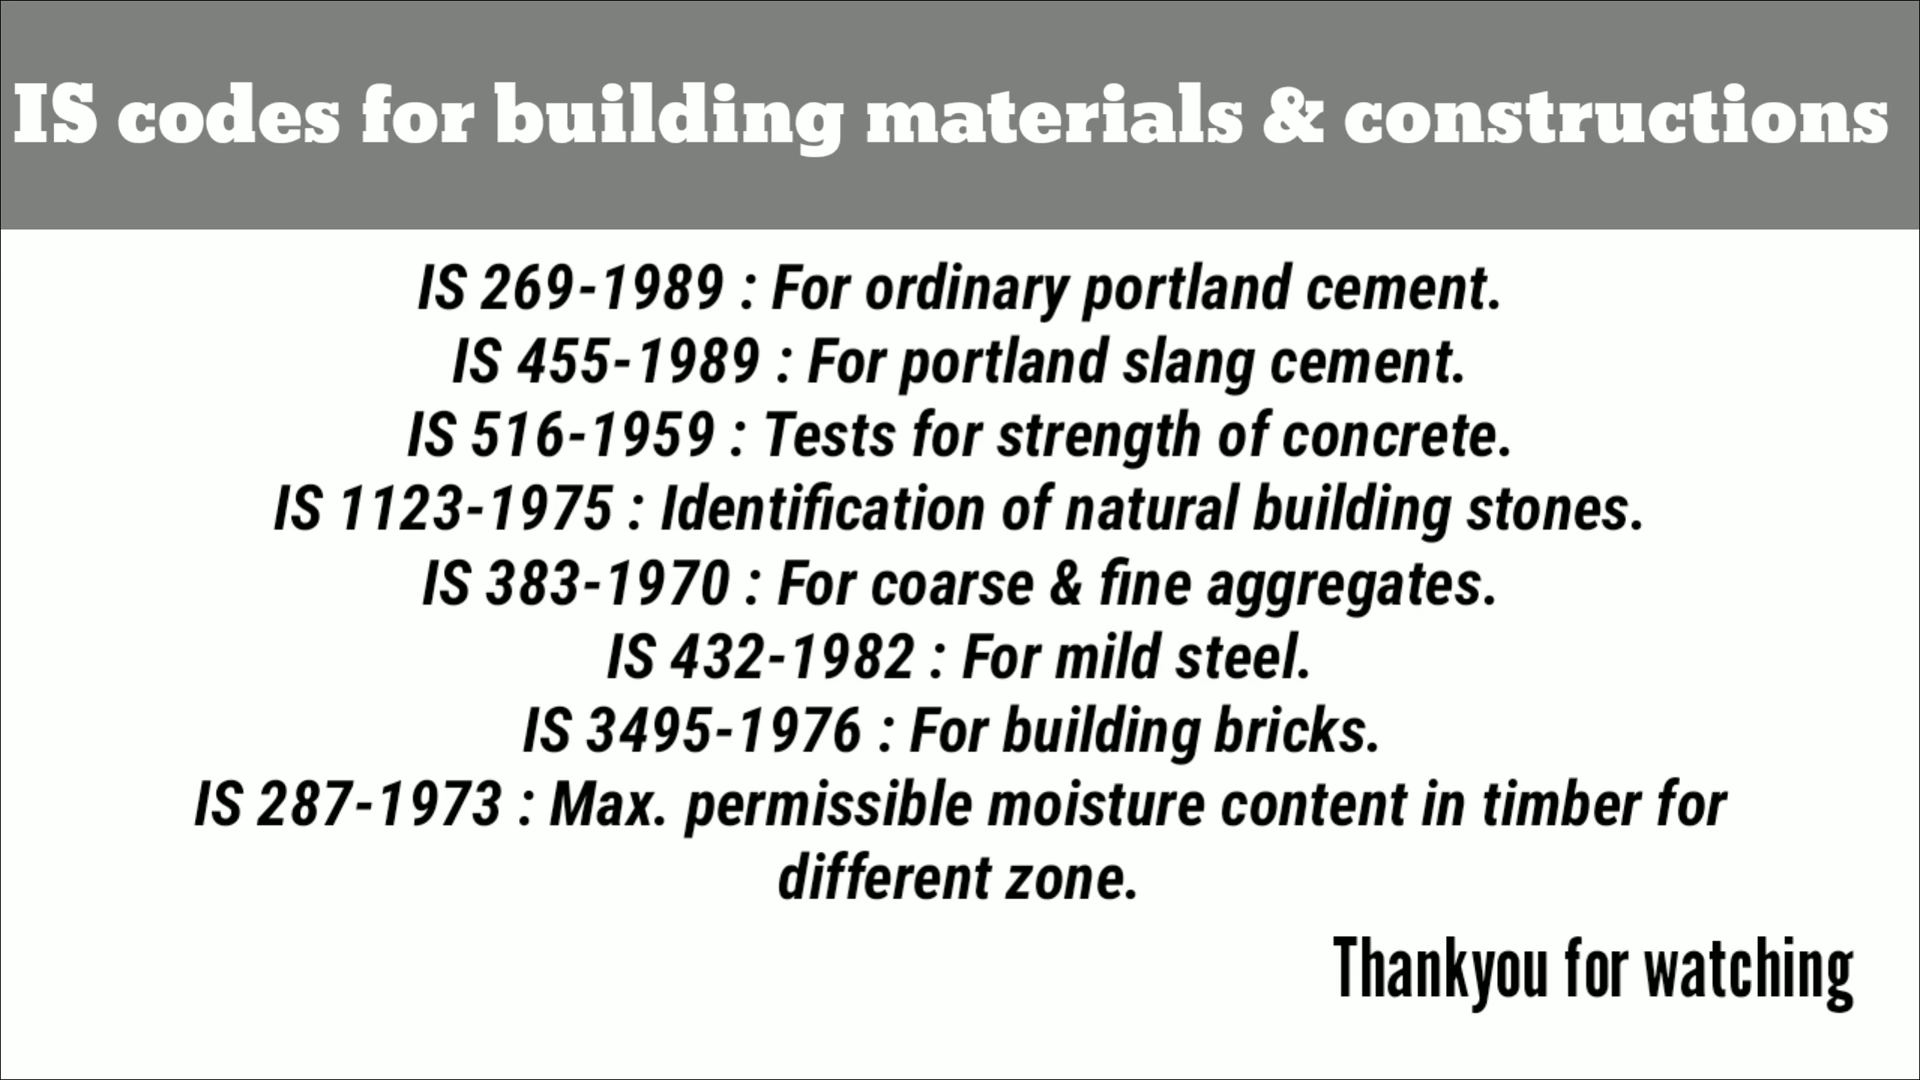 IS codes for building materials & constructions
IS 269-1989 : For ordinary portland cement.
IS 455-1989 : For portland slang cement.
IS 516-1959 : Tests for strength of concrete.
IS 1123-1975 : Identification of natural building stones.
IS 383-1970 : For coarse & fine aggregates.
IS 432-1982 : For mild steel.
IS 3495-1976 : For building bricks.
IS 287-1973 : Max. permissible moisture content in timber for
different zone.
Thankyou for watching